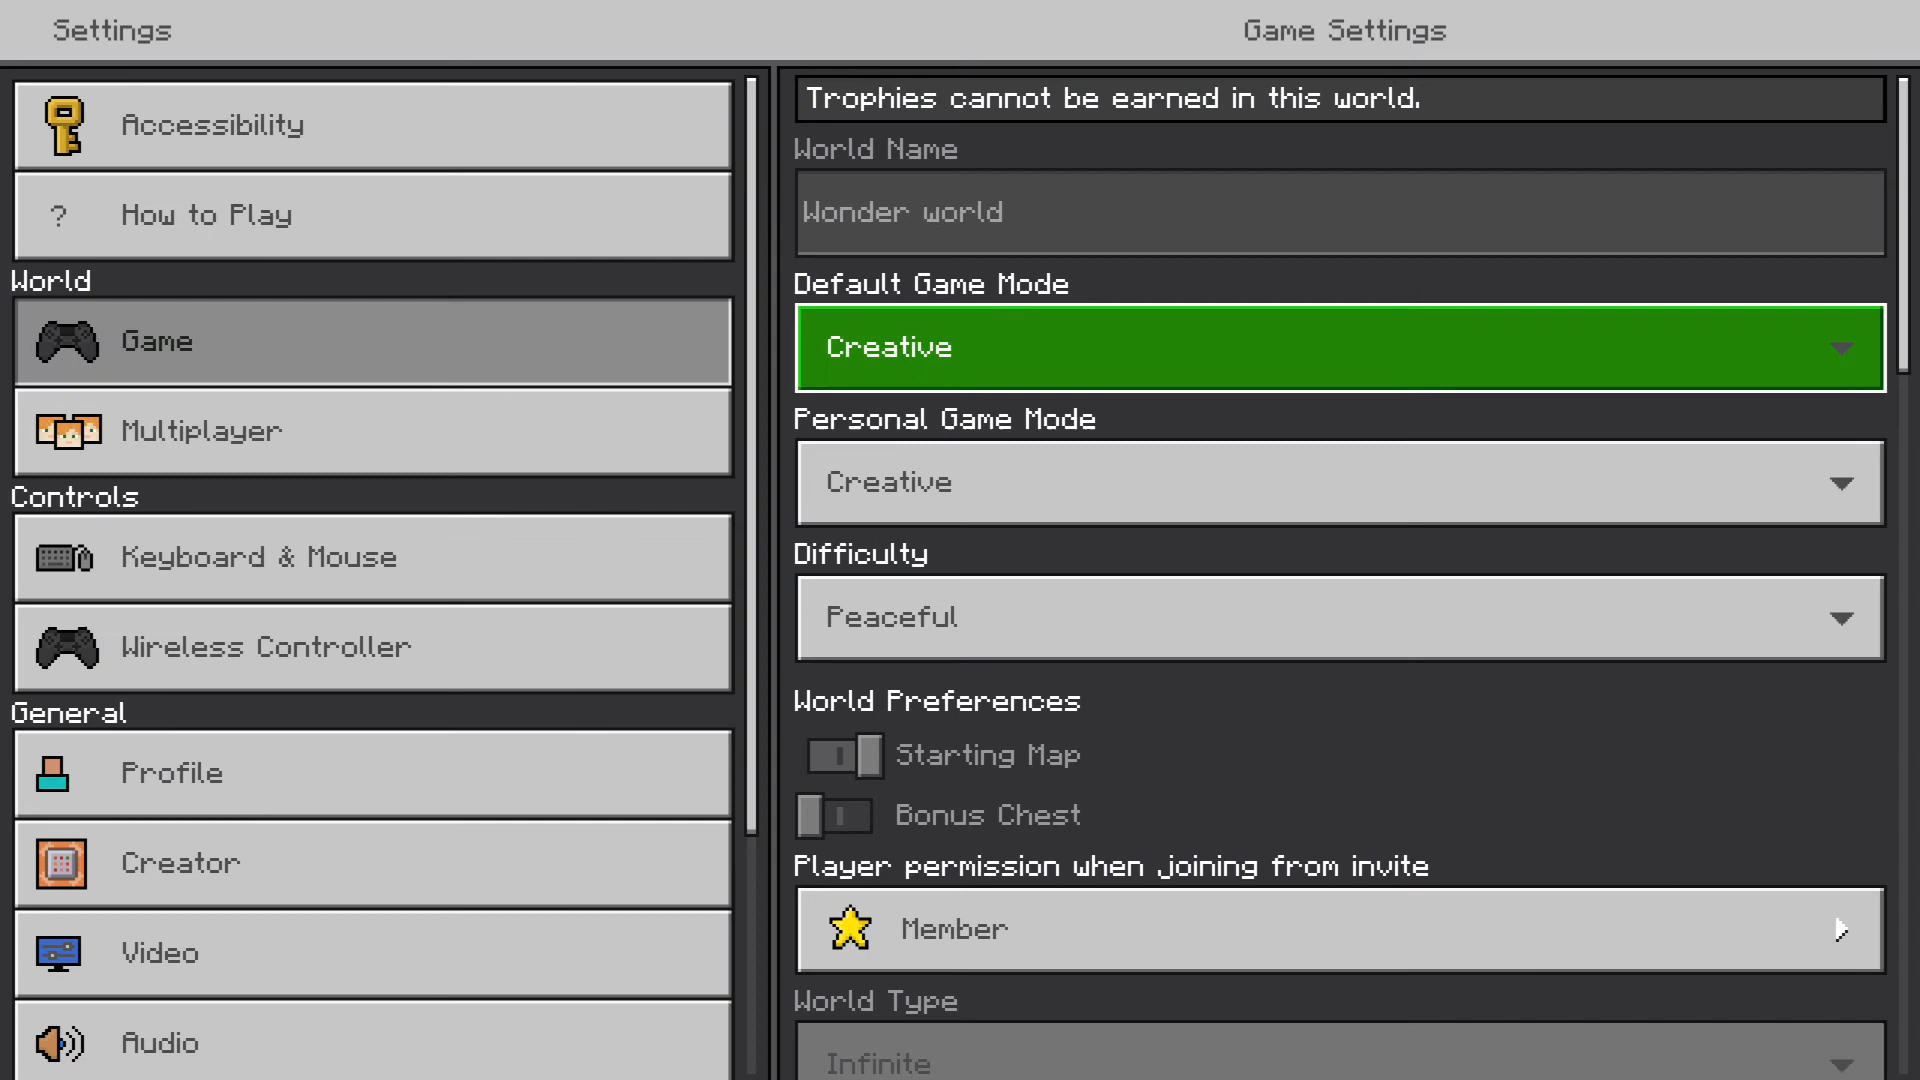 Settings
Game Settings
Accessibility
? How to Play
World
Game
Multiplayer
Controls
Keyboard & Mouse
Wireless Controller
General
Profile
Creator
Video
Audio
Trophies cannot be earned in this world.
World Name
Wonder world
Default Game Mode
Creative
Personal Game Mode
Creative
Difficulty
Peaceful
World Preferences
Starting Map
Bonus Chest
Player permission when joining from invite
Member
World Type
Infinite